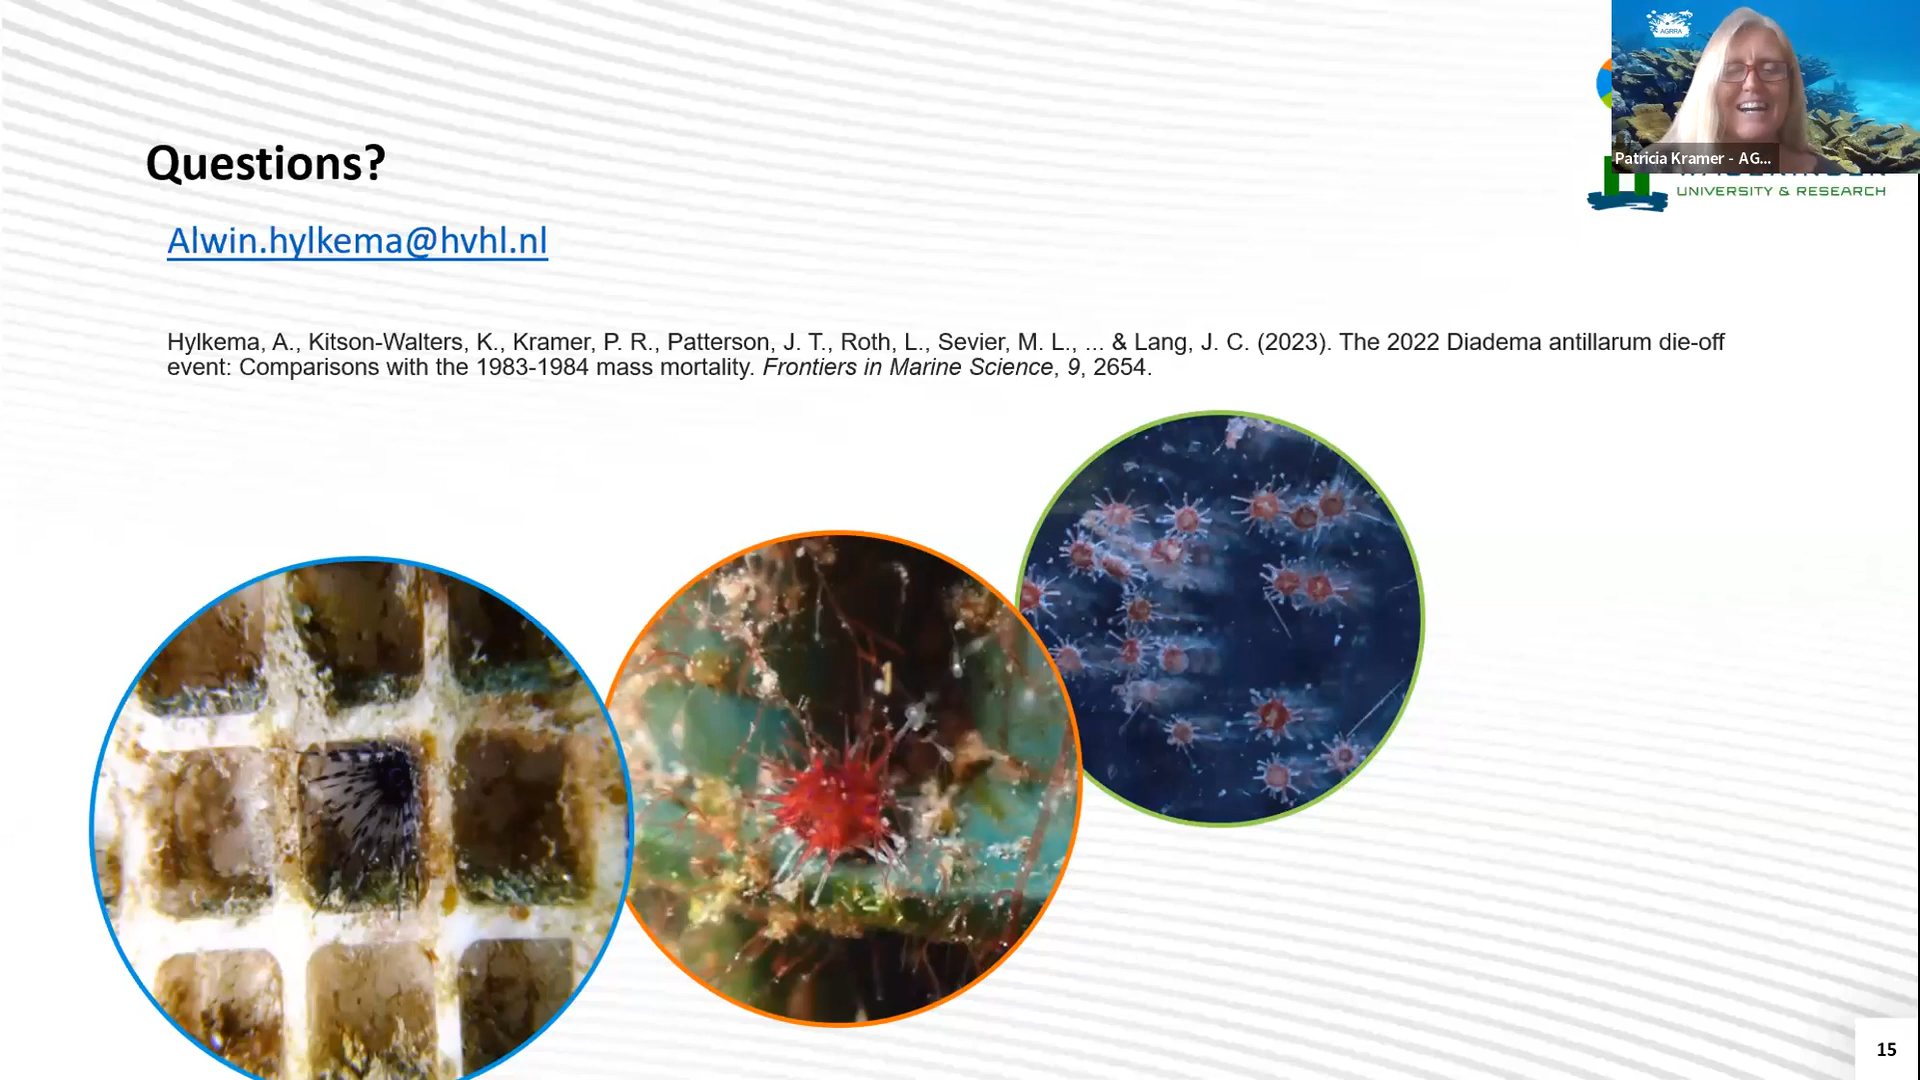 AGRRA
Patricia Kramer - AG...
UNIVERSITY & RESEARCH
Questions?
Alwin.hylkema@hvhl.nl
Hylkema, A., Kitson-Walters, K., Kramer, P. R., Patterson, J. T., Roth, L., Sevier, M. L., ... & Lang, J. C. (2023). The 2022 Diadema antillarum die-off
event: Comparisons with the 1983-1984 mass mortality. Frontiers in Marine Science, 9, 2654.
15